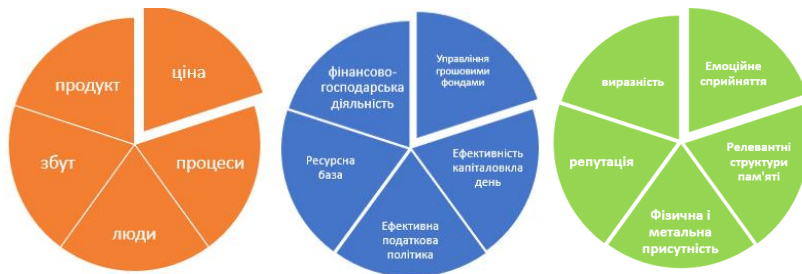 ціна
процеси
люди
збут
продукт
Управління
грошовими
фондами
Ефективність
капіталовкла
день
Ефективна
податкова
політика
Ресурсна
база
фінансово-
господарська
діяльність
Емоційне
сприйняття
Релевантні
структури
пам'яті
Фізична і
метальна
присутність
репутація
виразність